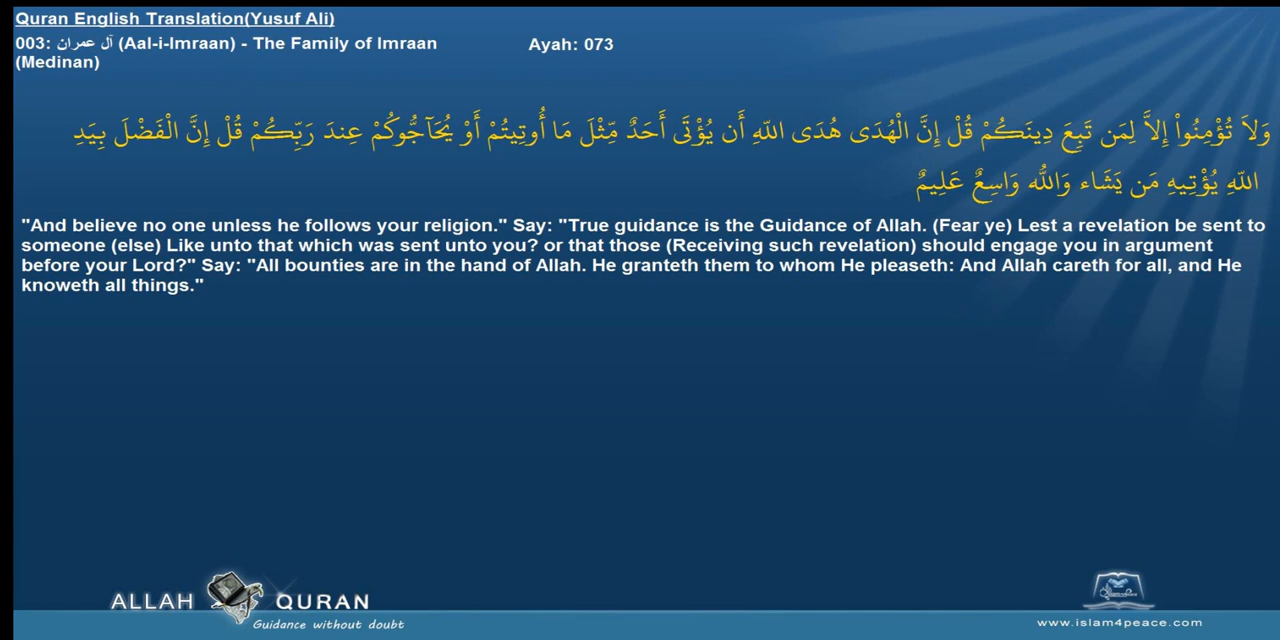 Quran English Translation(Yusuf Ali)
003: آل عمران (Aal-i-Imraan) - The Family of Imraan
(Medinan)
Ayah: 073
وَلاَ تُؤْمِنُواْ إِلاَّ لِمَن تَبِعَ دِينَكُمْ قُلْ إِنَّ الْهُدَى هُدَى اللّهِ أَن يُؤْتَى أَحَدٌ مِّثْلَ مَا أُوتِيتُمْ أَوْ يُحَآجُّوكُمْ عِندَ رَبِّكُمْ قُلْ إِنَّ الْفَضْلَ بِيَدِ
اللّهِ يُؤْتِيهِ مَن يَشَاء وَاللّهُ وَاسِعٌ عَلِيمٌ
"And believe no one unless he follows your religion." Say: "True guidance is the Guidance of Allah. (Fear ye) Lest a revelation be sent to
someone (else) Like unto that which was sent unto you? or that those (Receiving such revelation) should engage you in argument
before your Lord?" Say: "All bounties are in the hand of Allah. He granteth them to whom He pleaseth: And Allah careth for all, and He
knoweth all things."
ALLAH QURAN
Guidance without doubt
www.islam4peace.com